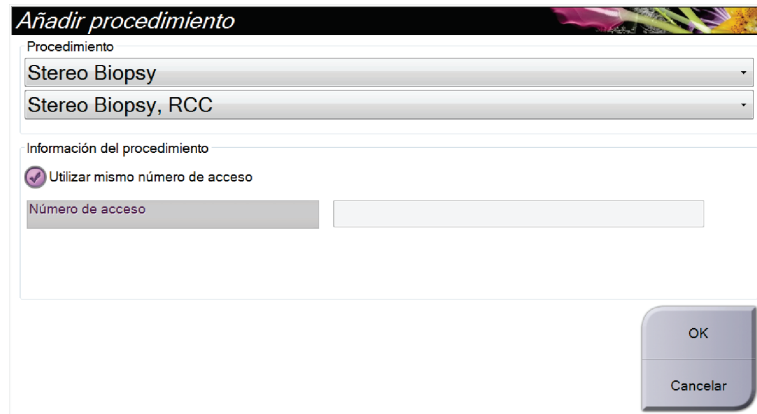 Añadir procedimiento
Procedimiento
Stereo Biopsy
Stereo Biopsy, RCC
Información del procedimiento
Utilizar mismo número de acceso
Número de acceso
OK
Cancelar